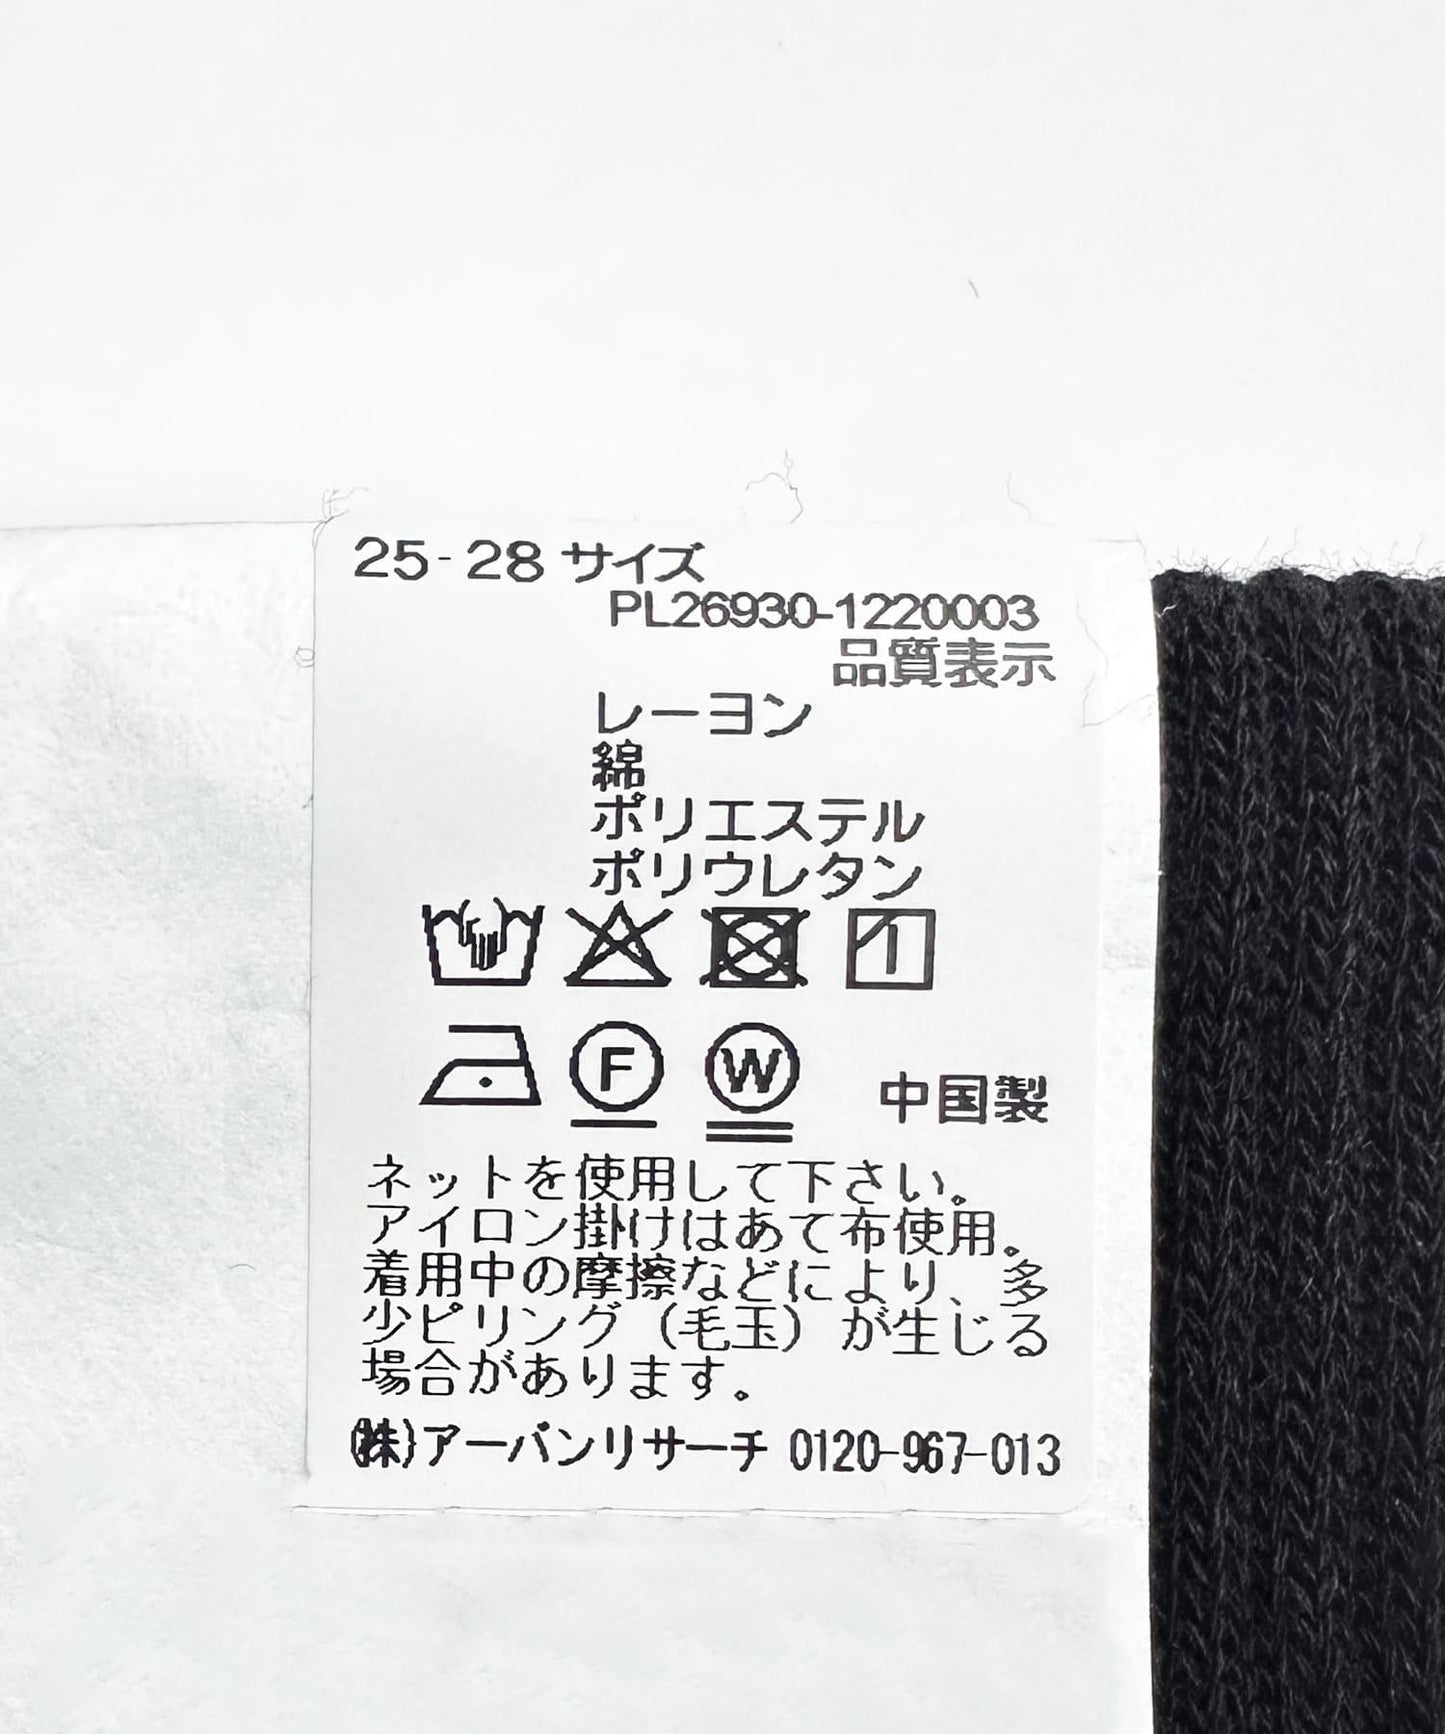 25-28 サイズ
PL26930-1220003
品質表示
レーヨン
綿
ポリエステル
ポリウレタン
F W 中国製
ネットを使用して下さい。
アイロン掛けはあて布使用。
着用中の摩擦などにより、多
少ピリング（毛玉）が生じる
場合があります。
(株)アーバンリサーチ 0120-967-013